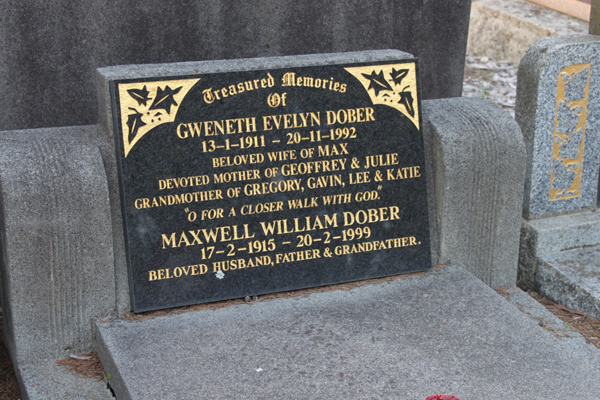 Treasured Memories
Of
GWENETH EVELYN DOBER
13-1-1911 - 20-11-1992
BELOVED WIFE OF MAX
DEVOTED MOTHER OF GEOFFREY & JULIE
GRANDMOTHER OF GREGORY, GAVIN, LEE & KATIE
"O FOR A CLOSER WALK WITH GOD."
MAXWELL WILLIAM DOBER
17-2-1915 - 20-2-1999
BELOVED HUSBAND, FATHER & GRANDFATHER.